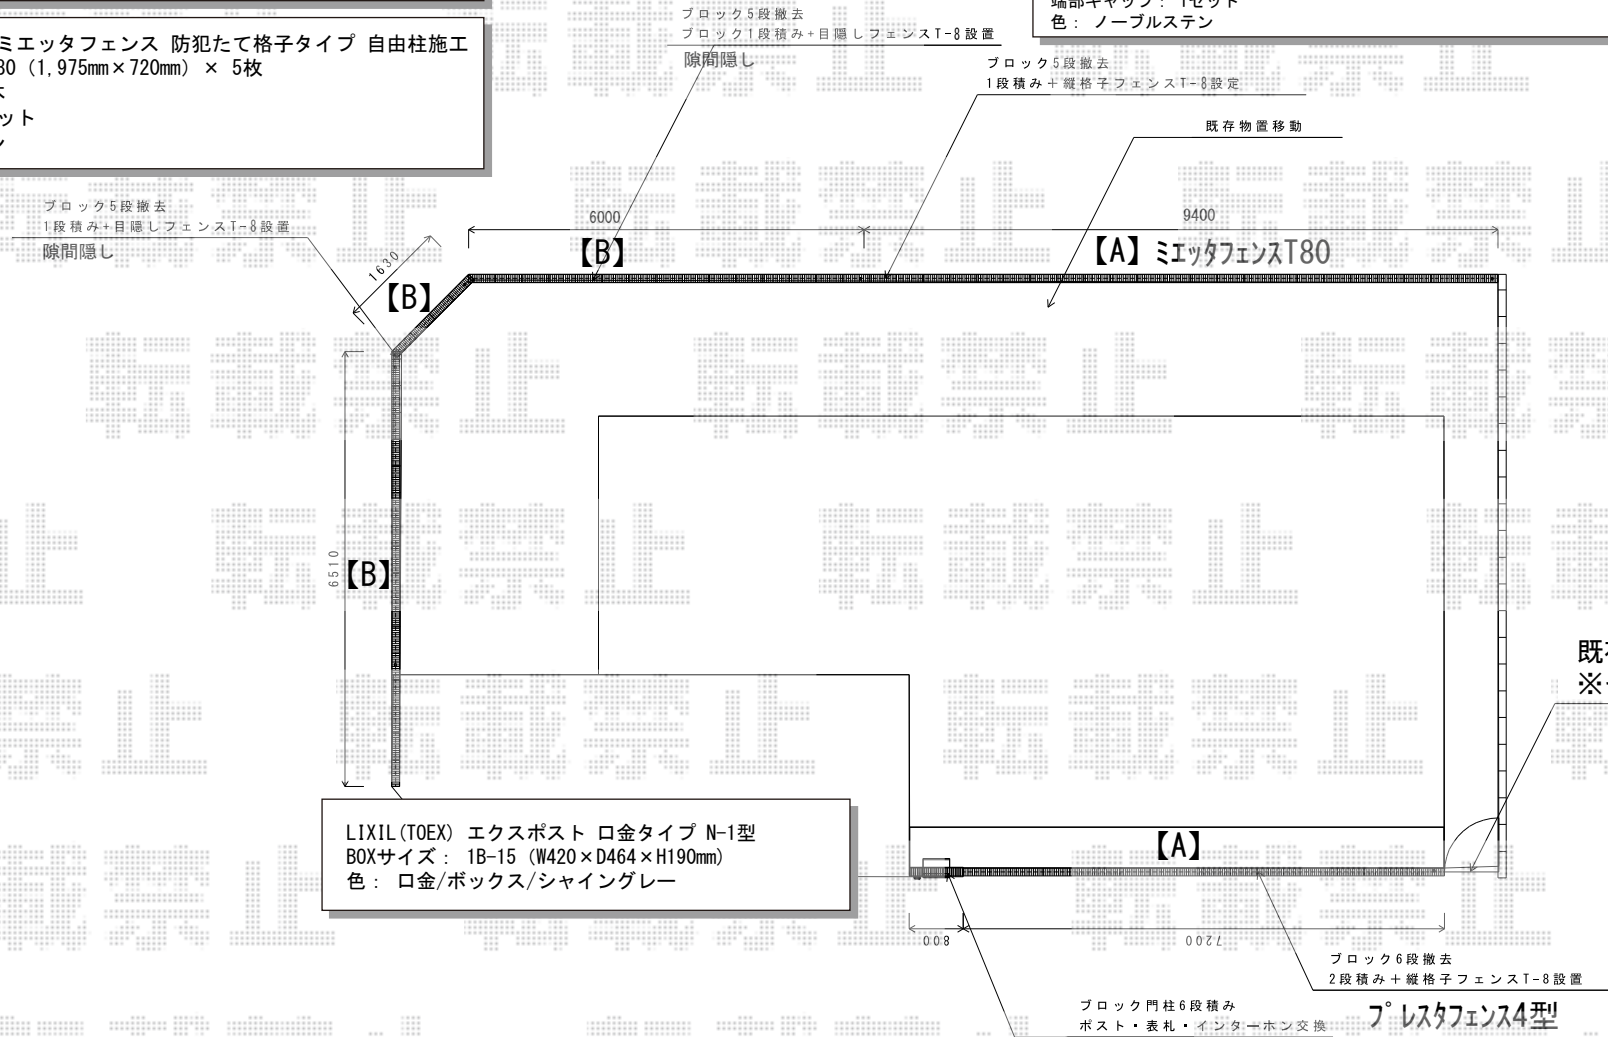 端部キャップ： 1セット
色： ノーブルステン
ミエッタフェンス 防犯たて格子タイプ 自由柱施工
80（1,975mm×720mm）× 5枚
ット
ブロック5段撤去
ブロック1段積み+目隠しフェンスT-8設置
隙間隠し
ブロック5段撤去
1段積み＋縦格子フェンスT-8設定
既存物置移動
ブロック5段撤去
1段積み+目隠しフェンスT-8設置
隙間隠し
6000
9400
1630
【B】
【A】ミエッタフェンスT80
【B】
6510
【B】
既存
※
LIXIL(TOEX) エクスポスト 口金タイプ N-1型
BOXサイズ： 1B-15（W420×D464×H190mm）
色： 口金/ボックス/シャイングレー
【A】
800
7200
ブロック6段撤去
2段積み＋縦格子フェンスT-8設置
プレスタフェンス4型
ブロック門柱6段積み
ポスト・表札・インターホン交換
転載禁止